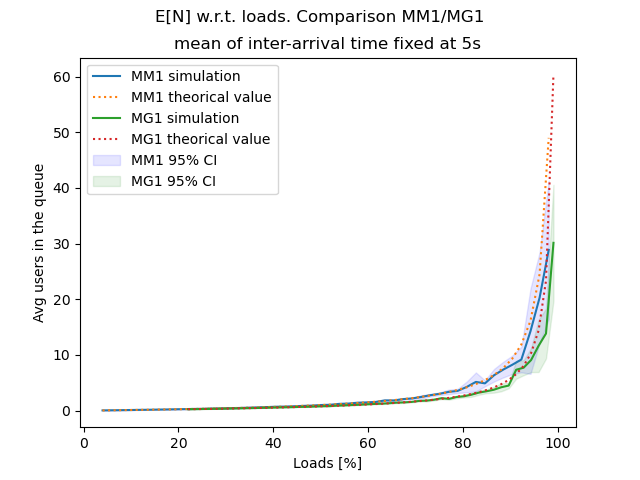 E[N] w.r.t. loads. Comparison MM1/MG1
mean of inter-arrival time fixed at 5s
MM1 simulation
MM1 theorical value
MG1 simulation
MG1 theorical value
MM1 95% CI
MG1 95% CI
Avg users in the queue
60
50
40
30
20
10
0
0 20 40 60 80 100
Loads [%]